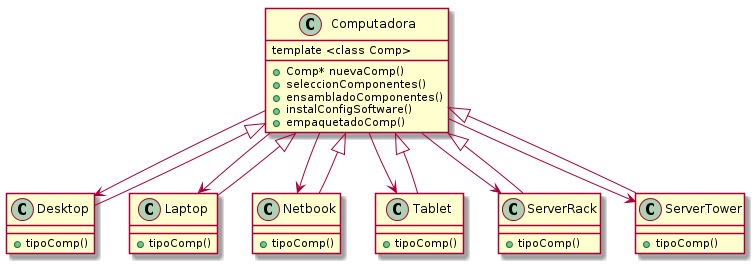 C Computadora
template <class Comp>
Comp* nuevaComp()
seleccionComponentes()
ensambladoComponentes()
instalConfigSoftware()
empaquetadoComp()
C Desktop
tipoComp()
C Laptop
tipoComp()
C Netbook
tipoComp()
C Tablet
tipoComp()
C ServerRack
tipoComp()
C ServerTower
tipoComp()